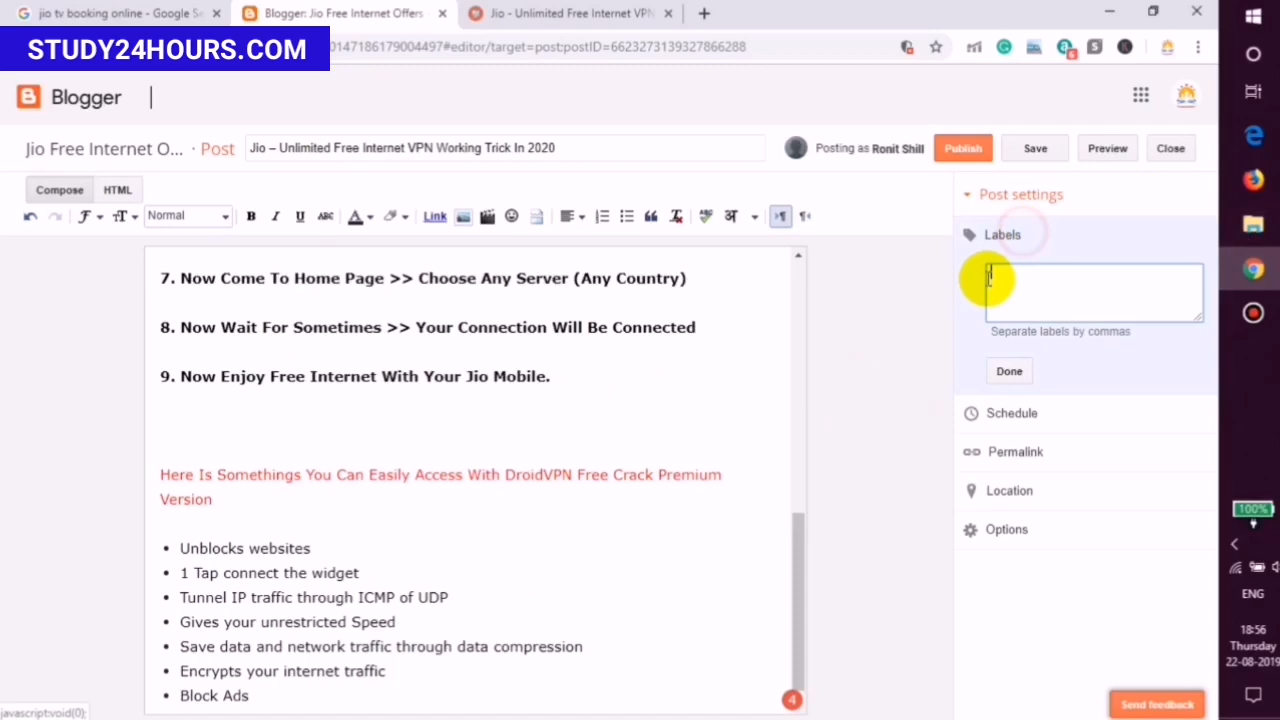 jio tv booking online - Google Se
Blogger: Jio Free Internet Offers
Jio - Unlimited Free Internet VPN
STUDY24HOURS.COM
0147186179004497#editor/target=post;postID=6623273139327866288
Blogger
Jio Free Internet O... · Post
Jio – Unlimited Free Internet VPN Working Trick In 2020
Posting as Ronit Shill
Publish
Save
Preview
Close
Compose
HTML
Normal
B I U ABC A Link
अ
7. Now Come To Home Page >> Choose Any Server (Any Country)
8. Now Wait For Sometimes >> Your Connection Will Be Connected
9. Now Enjoy Free Internet With Your Jio Mobile.
Here Is Somethings You Can Easily Access With DroidVPN Free Crack Premium
Version
• Unblocks websites
• 1 Tap connect the widget
• Tunnel IP traffic through ICMP of UDP
• Gives your unrestricted Speed
• Save data and network traffic through data compression
• Encrypts your internet traffic
• Block Ads
4
Post settings
Labels
Separate labels by commas
Done
Schedule
Permalink
Location
Options
Send feedback
javascript:void(0);
100%
ENG
18:56
Thursday
22-08-2019